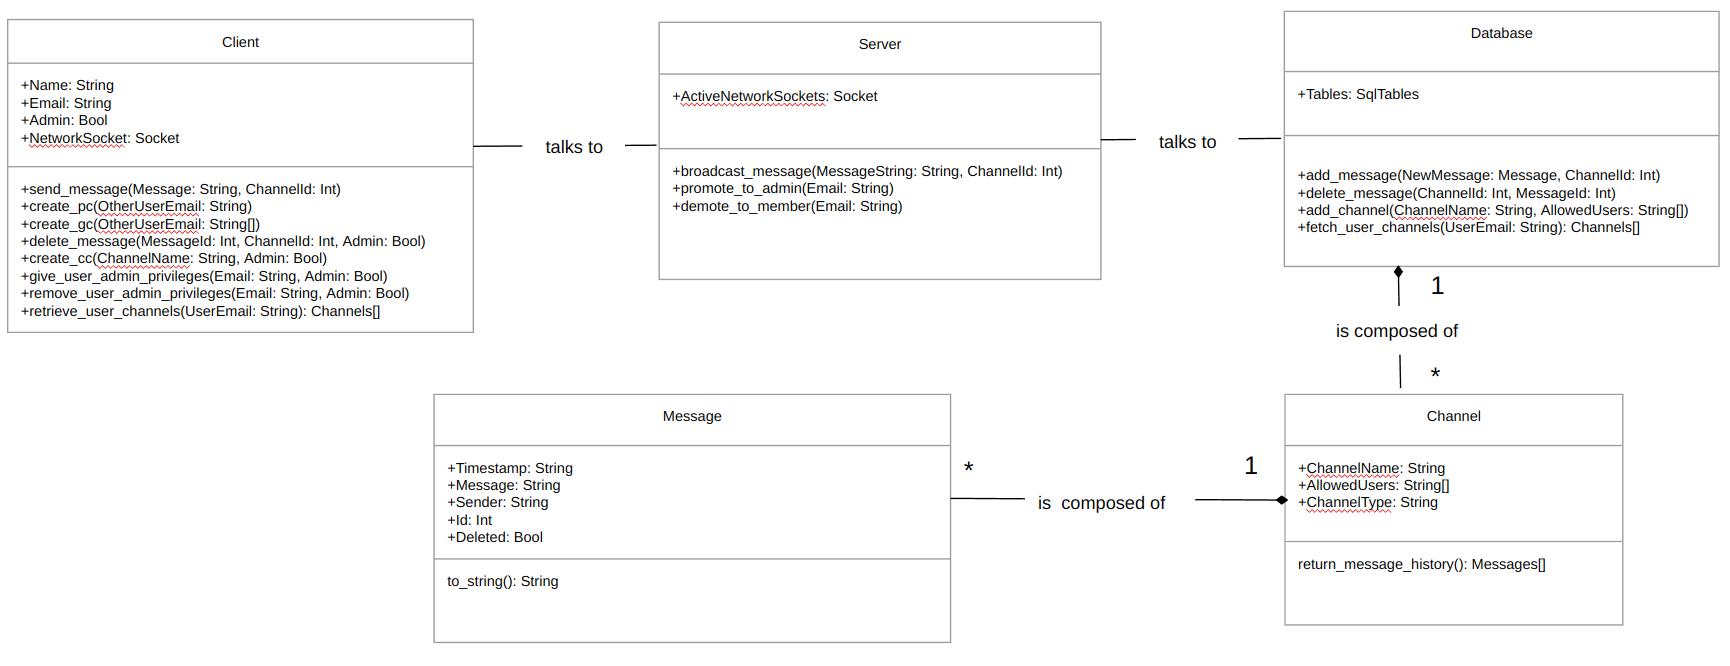 Client
+Name: String
+Email: String
+Admin: Bool
+NetworkSocket: Socket
+send_message(Message: String, ChannelId: Int)
+create_pc(OtherUserEmail: String)
+create_gc(OtherUserEmail: String[])
+delete_message(MessageId: Int, ChannelId: Int, Admin: Bool)
+create_cc(ChannelName: String, Admin: Bool)
+give_user_admin_privileges(Email: String, Admin: Bool)
+remove_user_admin_privileges(Email: String, Admin: Bool)
+retrieve_user_channels(UserEmail: String): Channels[]
talks to
Server
+ActiveNetworkSockets: Socket
+broadcast_message(MessageString: String, ChannelId: Int)
+promote_to_admin(Email: String)
+demote_to_member(Email: String)
talks to
Database
+Tables: SqlTables
+add_message(NewMessage: Message, ChannelId: Int)
+delete_message(ChannelId: Int, MessageId: Int)
+add_channel(ChannelName: String, AllowedUsers: String[])
+fetch_user_channels(UserEmail: String): Channels[]
1
is composed of
*
Message
+Timestamp: String
+Message: String
+Sender: String
+Id: Int
+Deleted: Bool
to_string(): String
*
is composed of
1
Channel
+ChannelName: String
+AllowedUsers: String[]
+ChannelType: String
return_message_history(): Messages[]